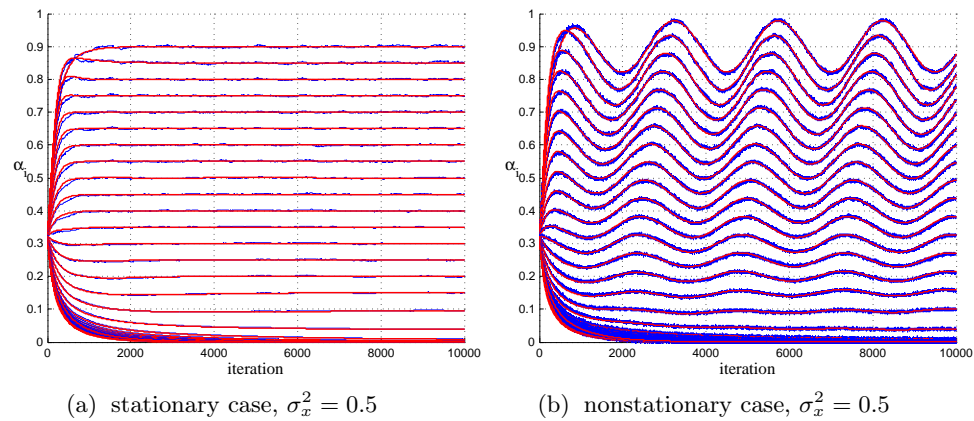 1
0.9
0.8
0.7
0.6
α_i 0.5
0.4
0.3
0.2
0.1
0
0 2000 4000 6000 8000 10000
iteration
(a) stationary case, σ_x^2 = 0.5
1
0.9
0.8
0.7
0.6
α_i 0.5
0.4
0.3
0.2
0.1
0
0 2000 4000 6000 8000 10000
iteration
(b) nonstationary case, σ_x^2 = 0.5